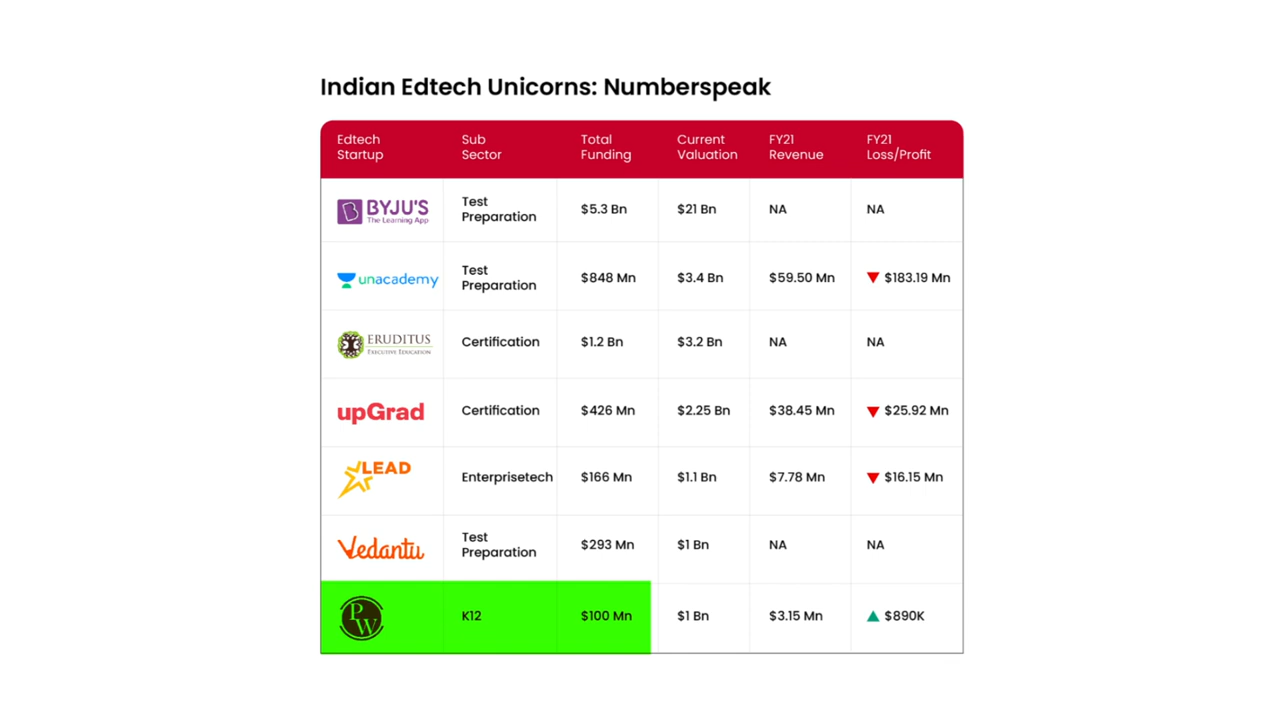 Indian Edtech Unicorns: Numberspeak
Edtech Startup Sub Sector Total Funding Current Valuation FY21 Revenue FY21 Loss/Profit
BYJU'S The Learning App Test Preparation $5.3 Bn $21 Bn NA NA
unacademy Test Preparation $848 Mn $3.4 Bn $59.50 Mn $183.19 Mn
ERUDITUS EXECUTIVE EDUCATION Certification $1.2 Bn $3.2 Bn NA NA
upGrad Certification $426 Mn $2.25 Bn $38.45 Mn $25.92 Mn
LEAD Enterprisetech $166 Mn $1.1 Bn $7.78 Mn $16.15 Mn
Vedantu Test Preparation $293 Mn $1 Bn NA NA
PW K12 $100 Mn $1 Bn $3.15 Mn $890K